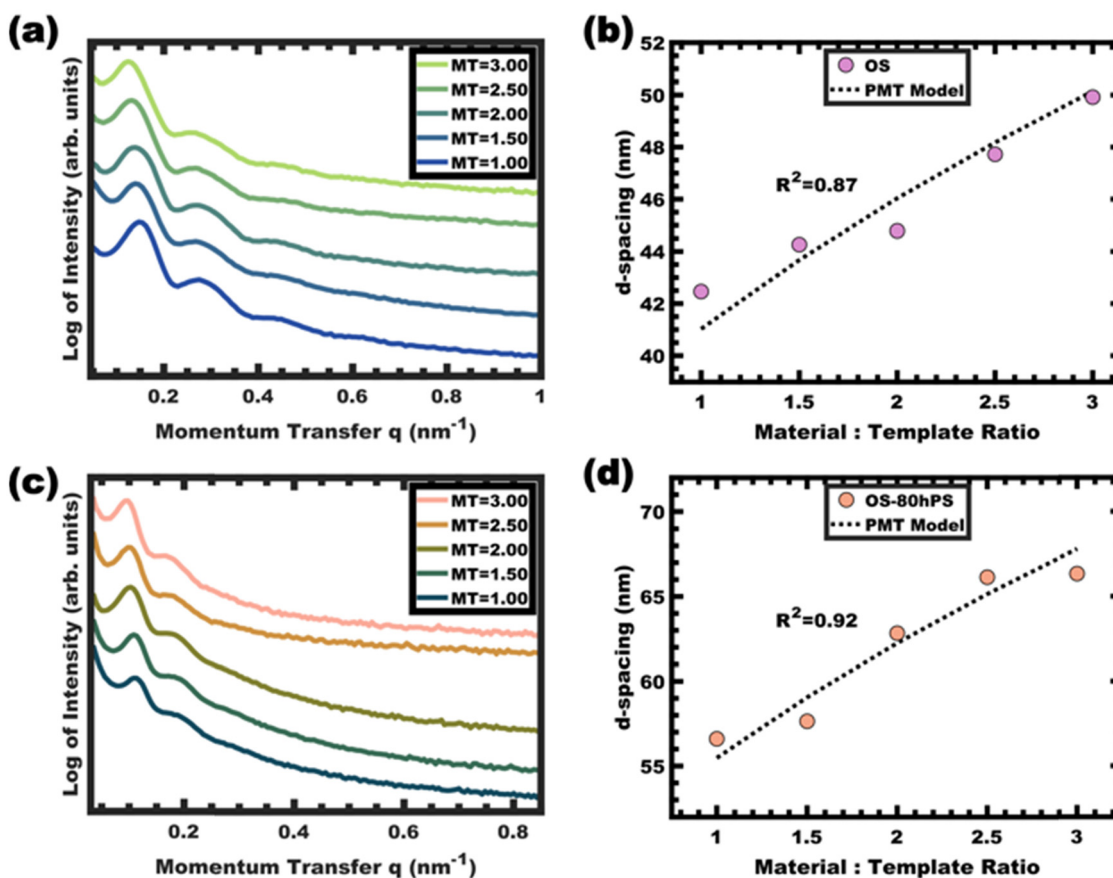 (a)
Log of Intensity (arb. units)
MT=3.00
MT=2.50
MT=2.00
MT=1.50
MT=1.00
0.2 0.4 0.6 0.8 1
Momentum Transfer q (nm⁻¹)
(b)
d-spacing (nm)
52
50
48
46
44
42
40
OS
PMT Model
R²=0.87
1 1.5 2 2.5 3
Material : Template Ratio
(c)
Log of Intensity (arb. units)
MT=3.00
MT=2.50
MT=2.00
MT=1.50
MT=1.00
0.2 0.4 0.6 0.8
Momentum Transfer q (nm⁻¹)
(d)
d-spacing (nm)
70
65
60
55
OS-80hPS
PMT Model
R²=0.92
1 1.5 2 2.5 3
Material : Template Ratio